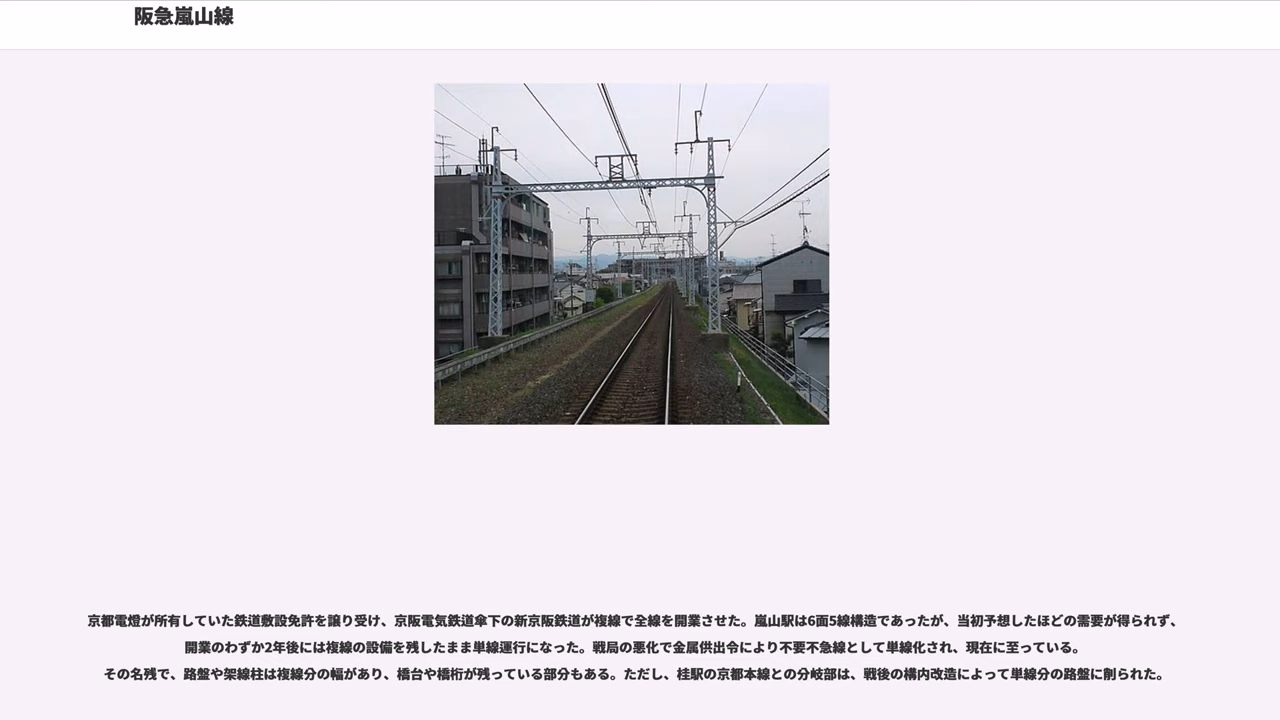 阪急嵐山線
京都電燈が所有していた鉄道敷設免許を譲り受け、京阪電気鉄道傘下の新京阪鉄道が複線で全線を開業させた。嵐山駅は6面5線構造であったが、当初予想したほどの需要が得られず、
開業のわずか2年後には複線の設備を残したまま単線運行になった。戦局の悪化で金属供出令により不要不急線として単線化され、現在に至っている。
その名残で、路盤や架線柱は複線分の幅があり、橋台や橋桁が残っている部分もある。ただし、桂駅の京都本線との分岐部は、戦後の構内改造によって単線分の路盤に削られた。